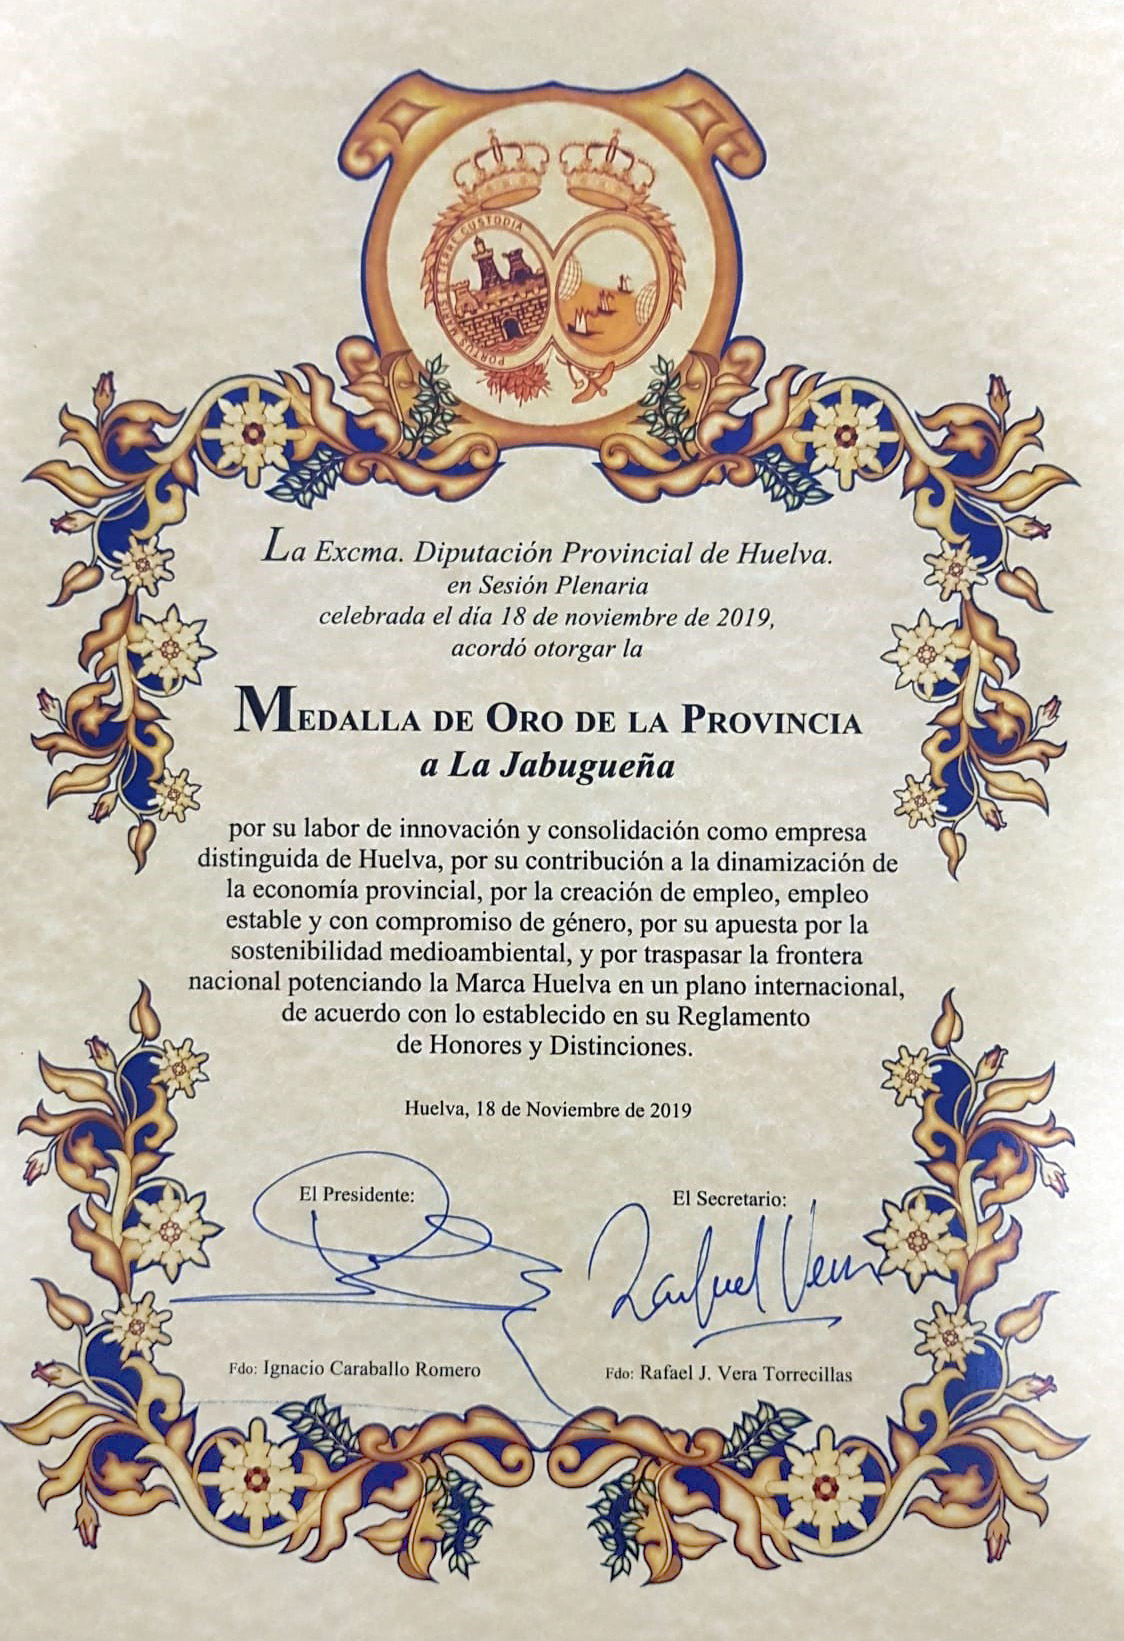 PORTUS MARIS ET TERRE CUSTODIA
La Excma. Diputación Provincial de Huelva.
en Sesión Plenaria
celebrada el día 18 de noviembre de 2019,
acordó otorgar la
MEDALLA DE ORO DE LA PROVINCIA
a La Jabugueña
por su labor de innovación y consolidación como empresa
distinguida de Huelva, por su contribución a la dinamización de
la economía provincial, por la creación de empleo, empleo
estable y con compromiso de género, por su apuesta por la
sostenibilidad medioambiental, y por traspasar la frontera
nacional potenciando la Marca Huelva en un plano internacional,
de acuerdo con lo establecido en su Reglamento
de Honores y Distinciones.
Huelva, 18 de Noviembre de 2019
El Presidente:
El Secretario:
Rafael Vera
Fdo: Ignacio Caraballo Romero
Fdo: Rafael J. Vera Torrecillas